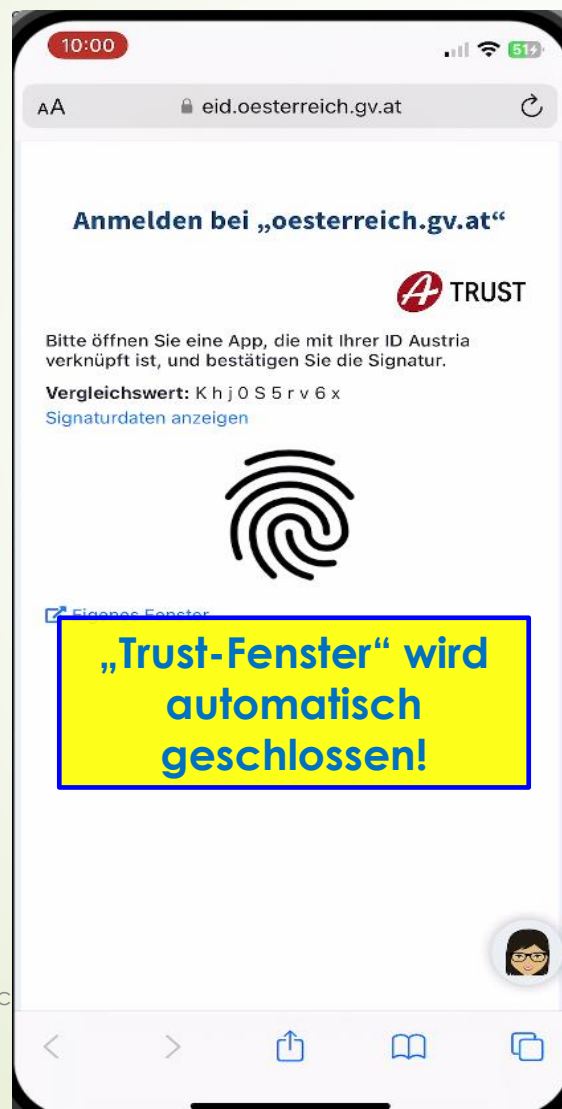 10:00
51
AA eid.oesterreich.gv.at
Anmelden bei „oesterreich.gv.at“
A TRUST
Bitte öffnen Sie eine App, die mit Ihrer ID Austria
verknüpft ist, und bestätigen Sie die Signatur.
Vergleichswert: K h j 0 S 5 r v 6 x
Signaturdaten anzeigen
Eigenes Fenster
„Trust-Fenster“ wird
automatisch
geschlossen!